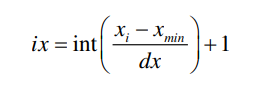 ix = int( (x_i − x_min) / dx ) + 1